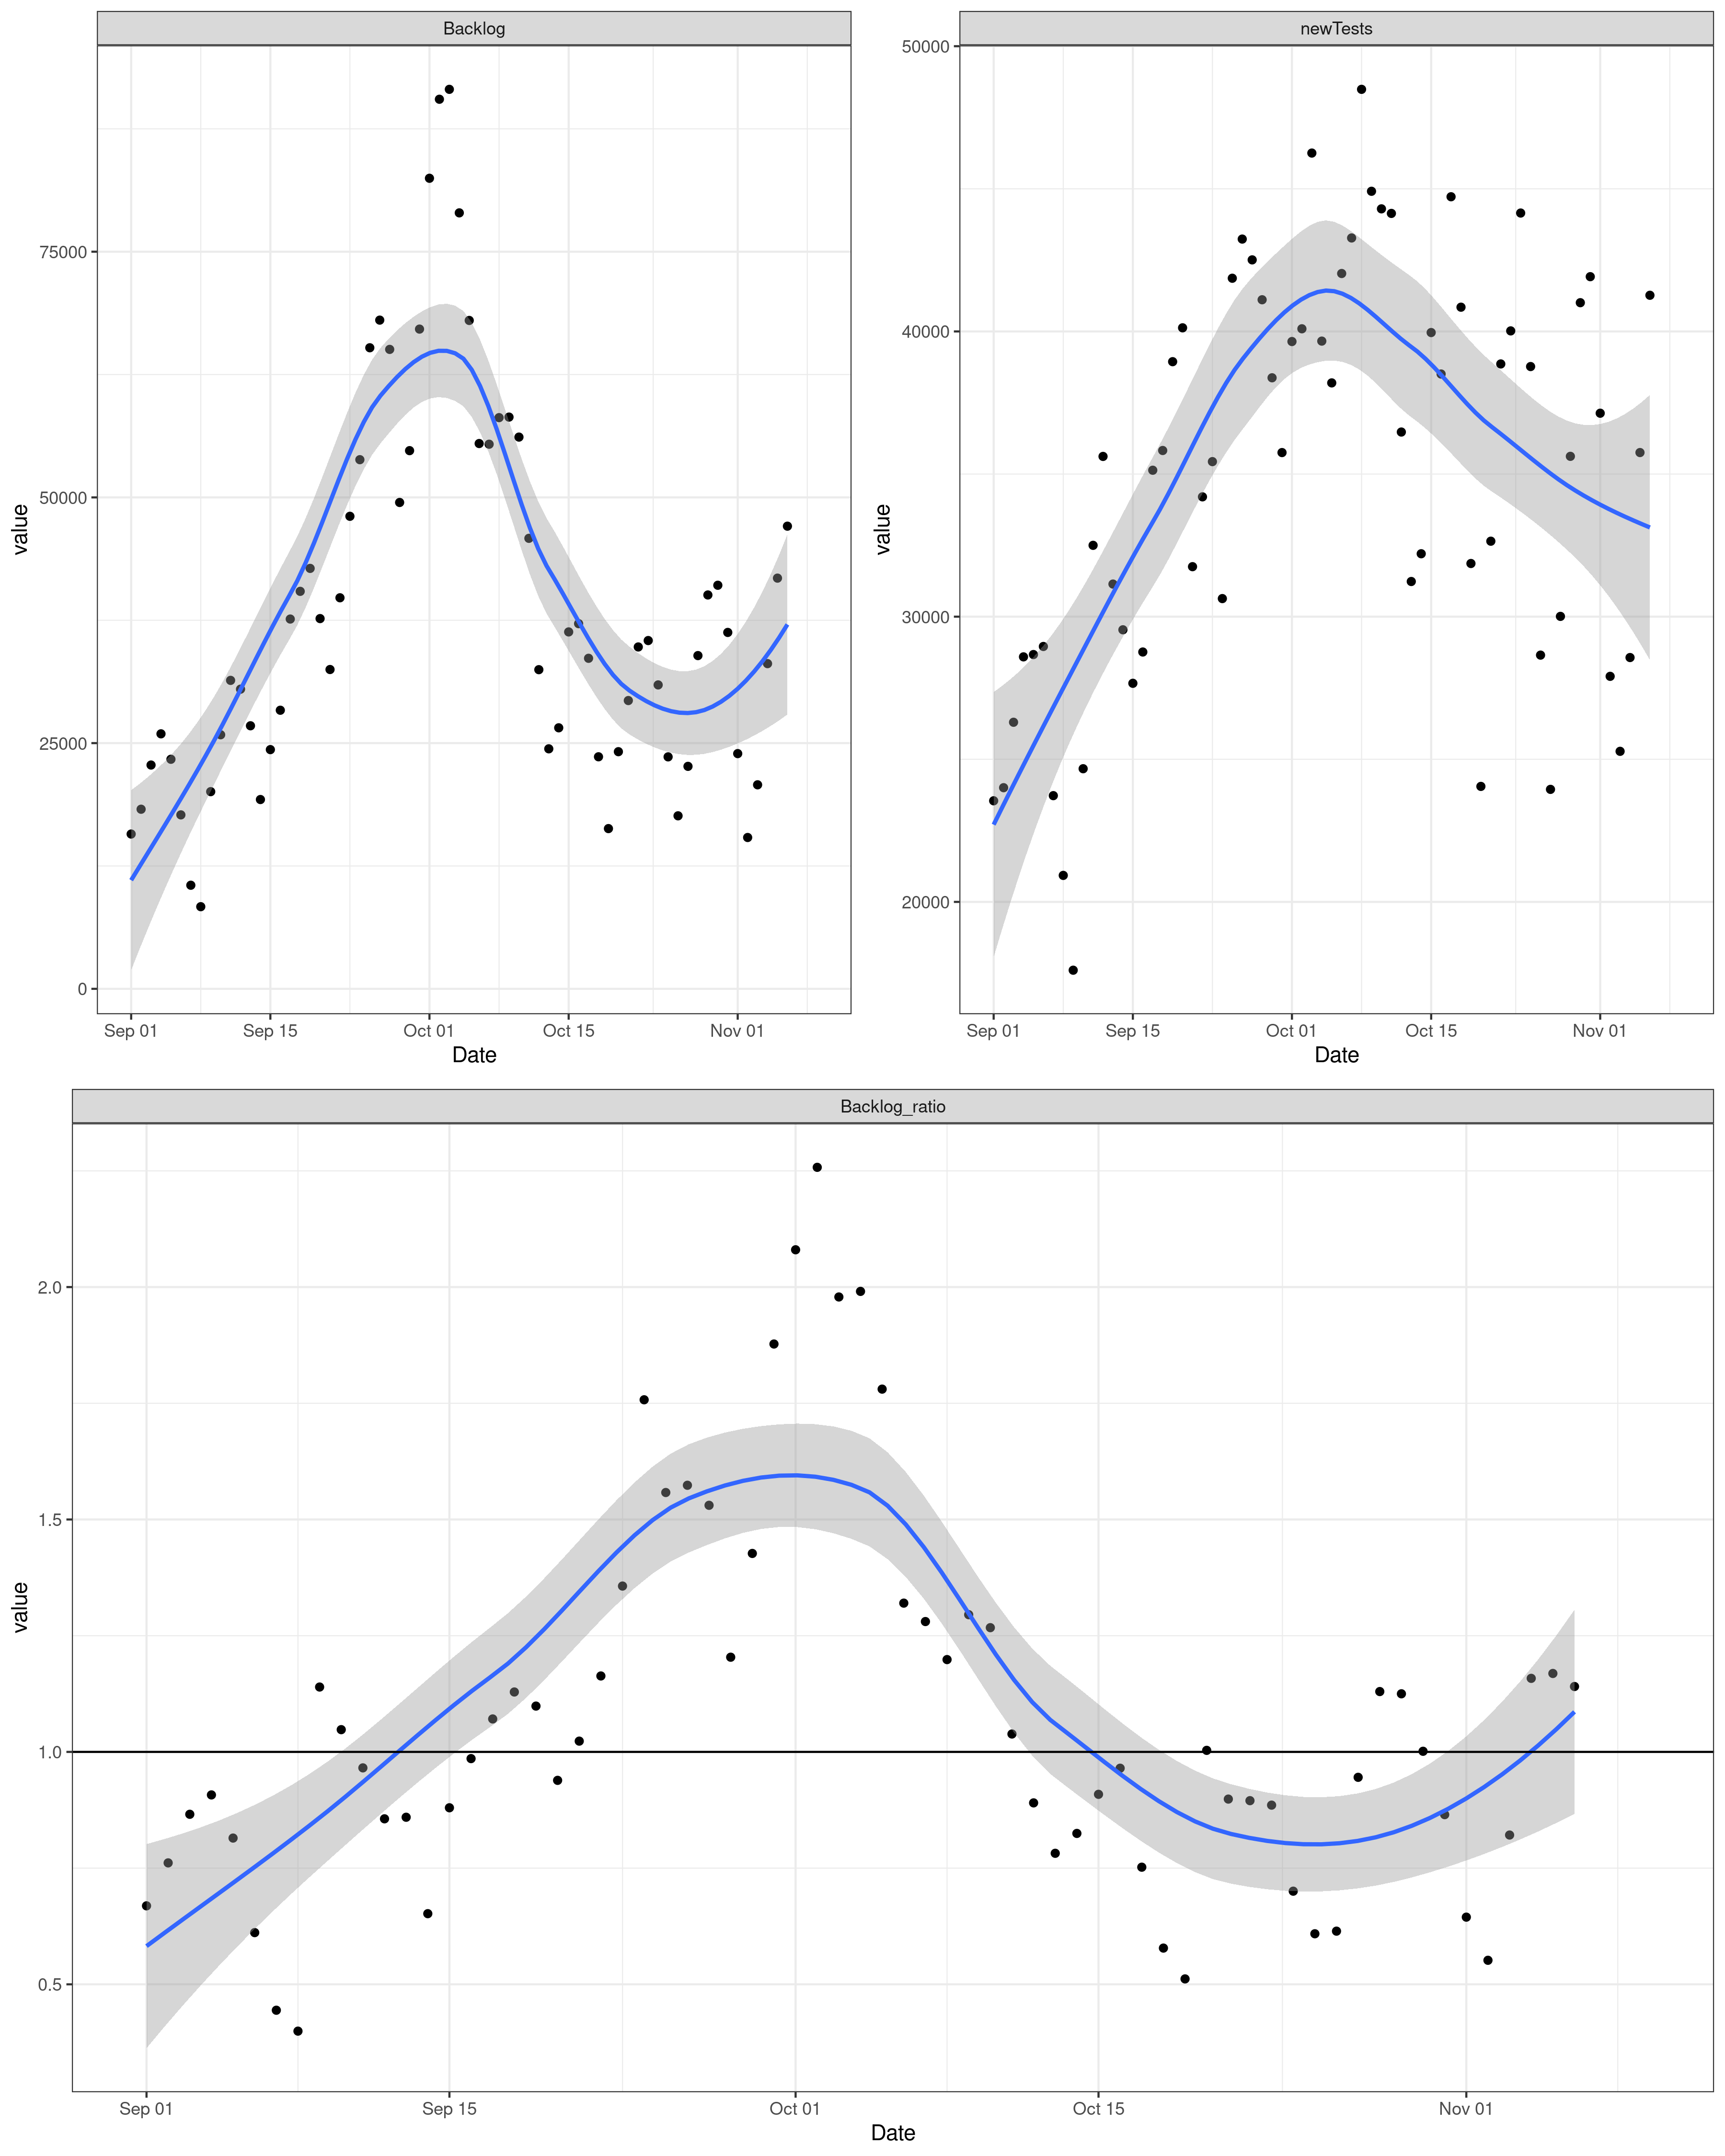 Backlog
value
75000
50000
25000
0
Sep 01 Sep 15 Oct 01 Oct 15 Nov 01
Date
newTests
value
50000
40000
30000
20000
Sep 01 Sep 15 Oct 01 Oct 15 Nov 01
Date
Backlog_ratio
value
2.0
1.5
1.0
0.5
Sep 01 Sep 15 Oct 01 Oct 15 Nov 01
Date